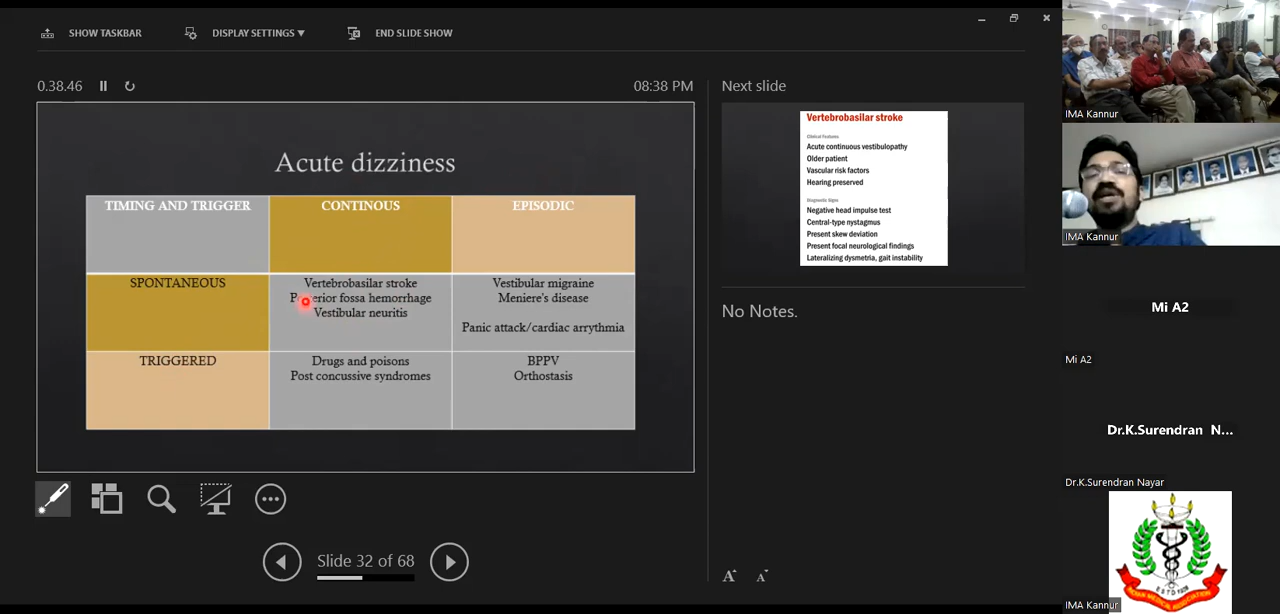 SHOW TASKBAR
DISPLAY SETTINGS ▾
END SLIDE SHOW
0.38.46
08:38 PM
Acute dizziness
TIMING AND TRIGGER
CONTINOUS
EPISODIC
SPONTANEOUS
Vertebrobasilar stroke
Posterior fossa hemorrhage
Vestibular neuritis
Vestibular migraine
Meniere's disease
Panic attack/cardiac arrythmia
TRIGGERED
Drugs and poisons
Post concussive syndromes
BPPV
Orthostasis
Slide 32 of 68
Next slide
Vertebrobasilar stroke
Clinical Features
Acute continuous vestibulopathy
Older patient
Vascular risk factors
Hearing preserved
Diagnostic Signs
Negative head impulse test
Central-type nystagmus
Present skew deviation
Present focal neurological findings
Lateralizing dysmetria, gait instability
No Notes.
A A
IMA Kannur
IMA Kannur
Mi A2
Mi A2
Dr.K.Surendran N...
Dr.K.Surendran Nayar
IMA Kannur